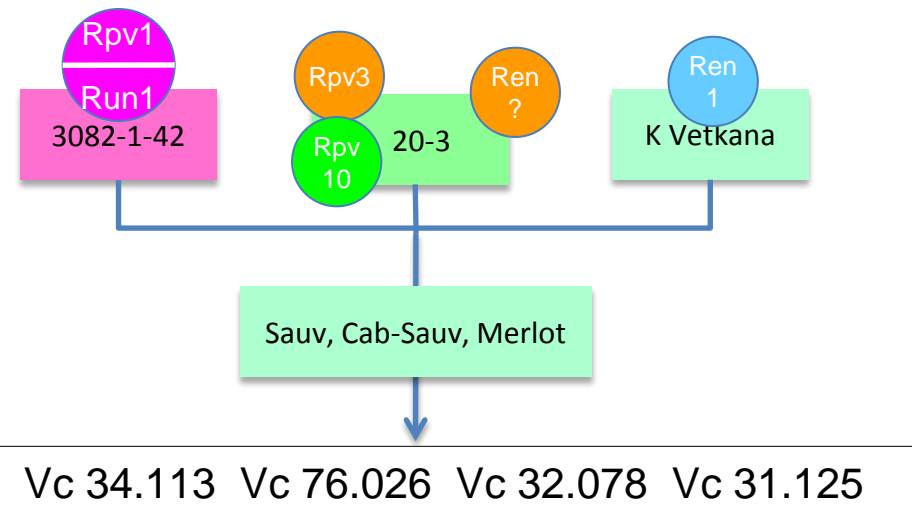 Rpv1
Run1
3082-1-42
Rpv3
Rpv
10
20-3
Ren
?
Ren
1
K Vetkana
Sauv, Cab-Sauv, Merlot
Vc 34.113 Vc 76.026 Vc 32.078 Vc 31.125